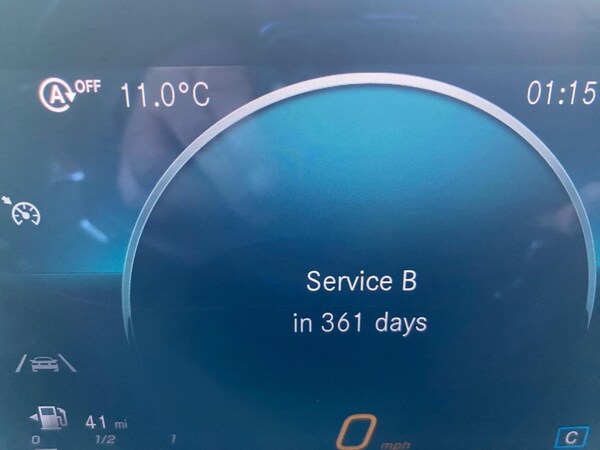 A OFF 11.0°C 01:15
Service B
in 361 days
41 mi
0 1/2 1
0 mph
C